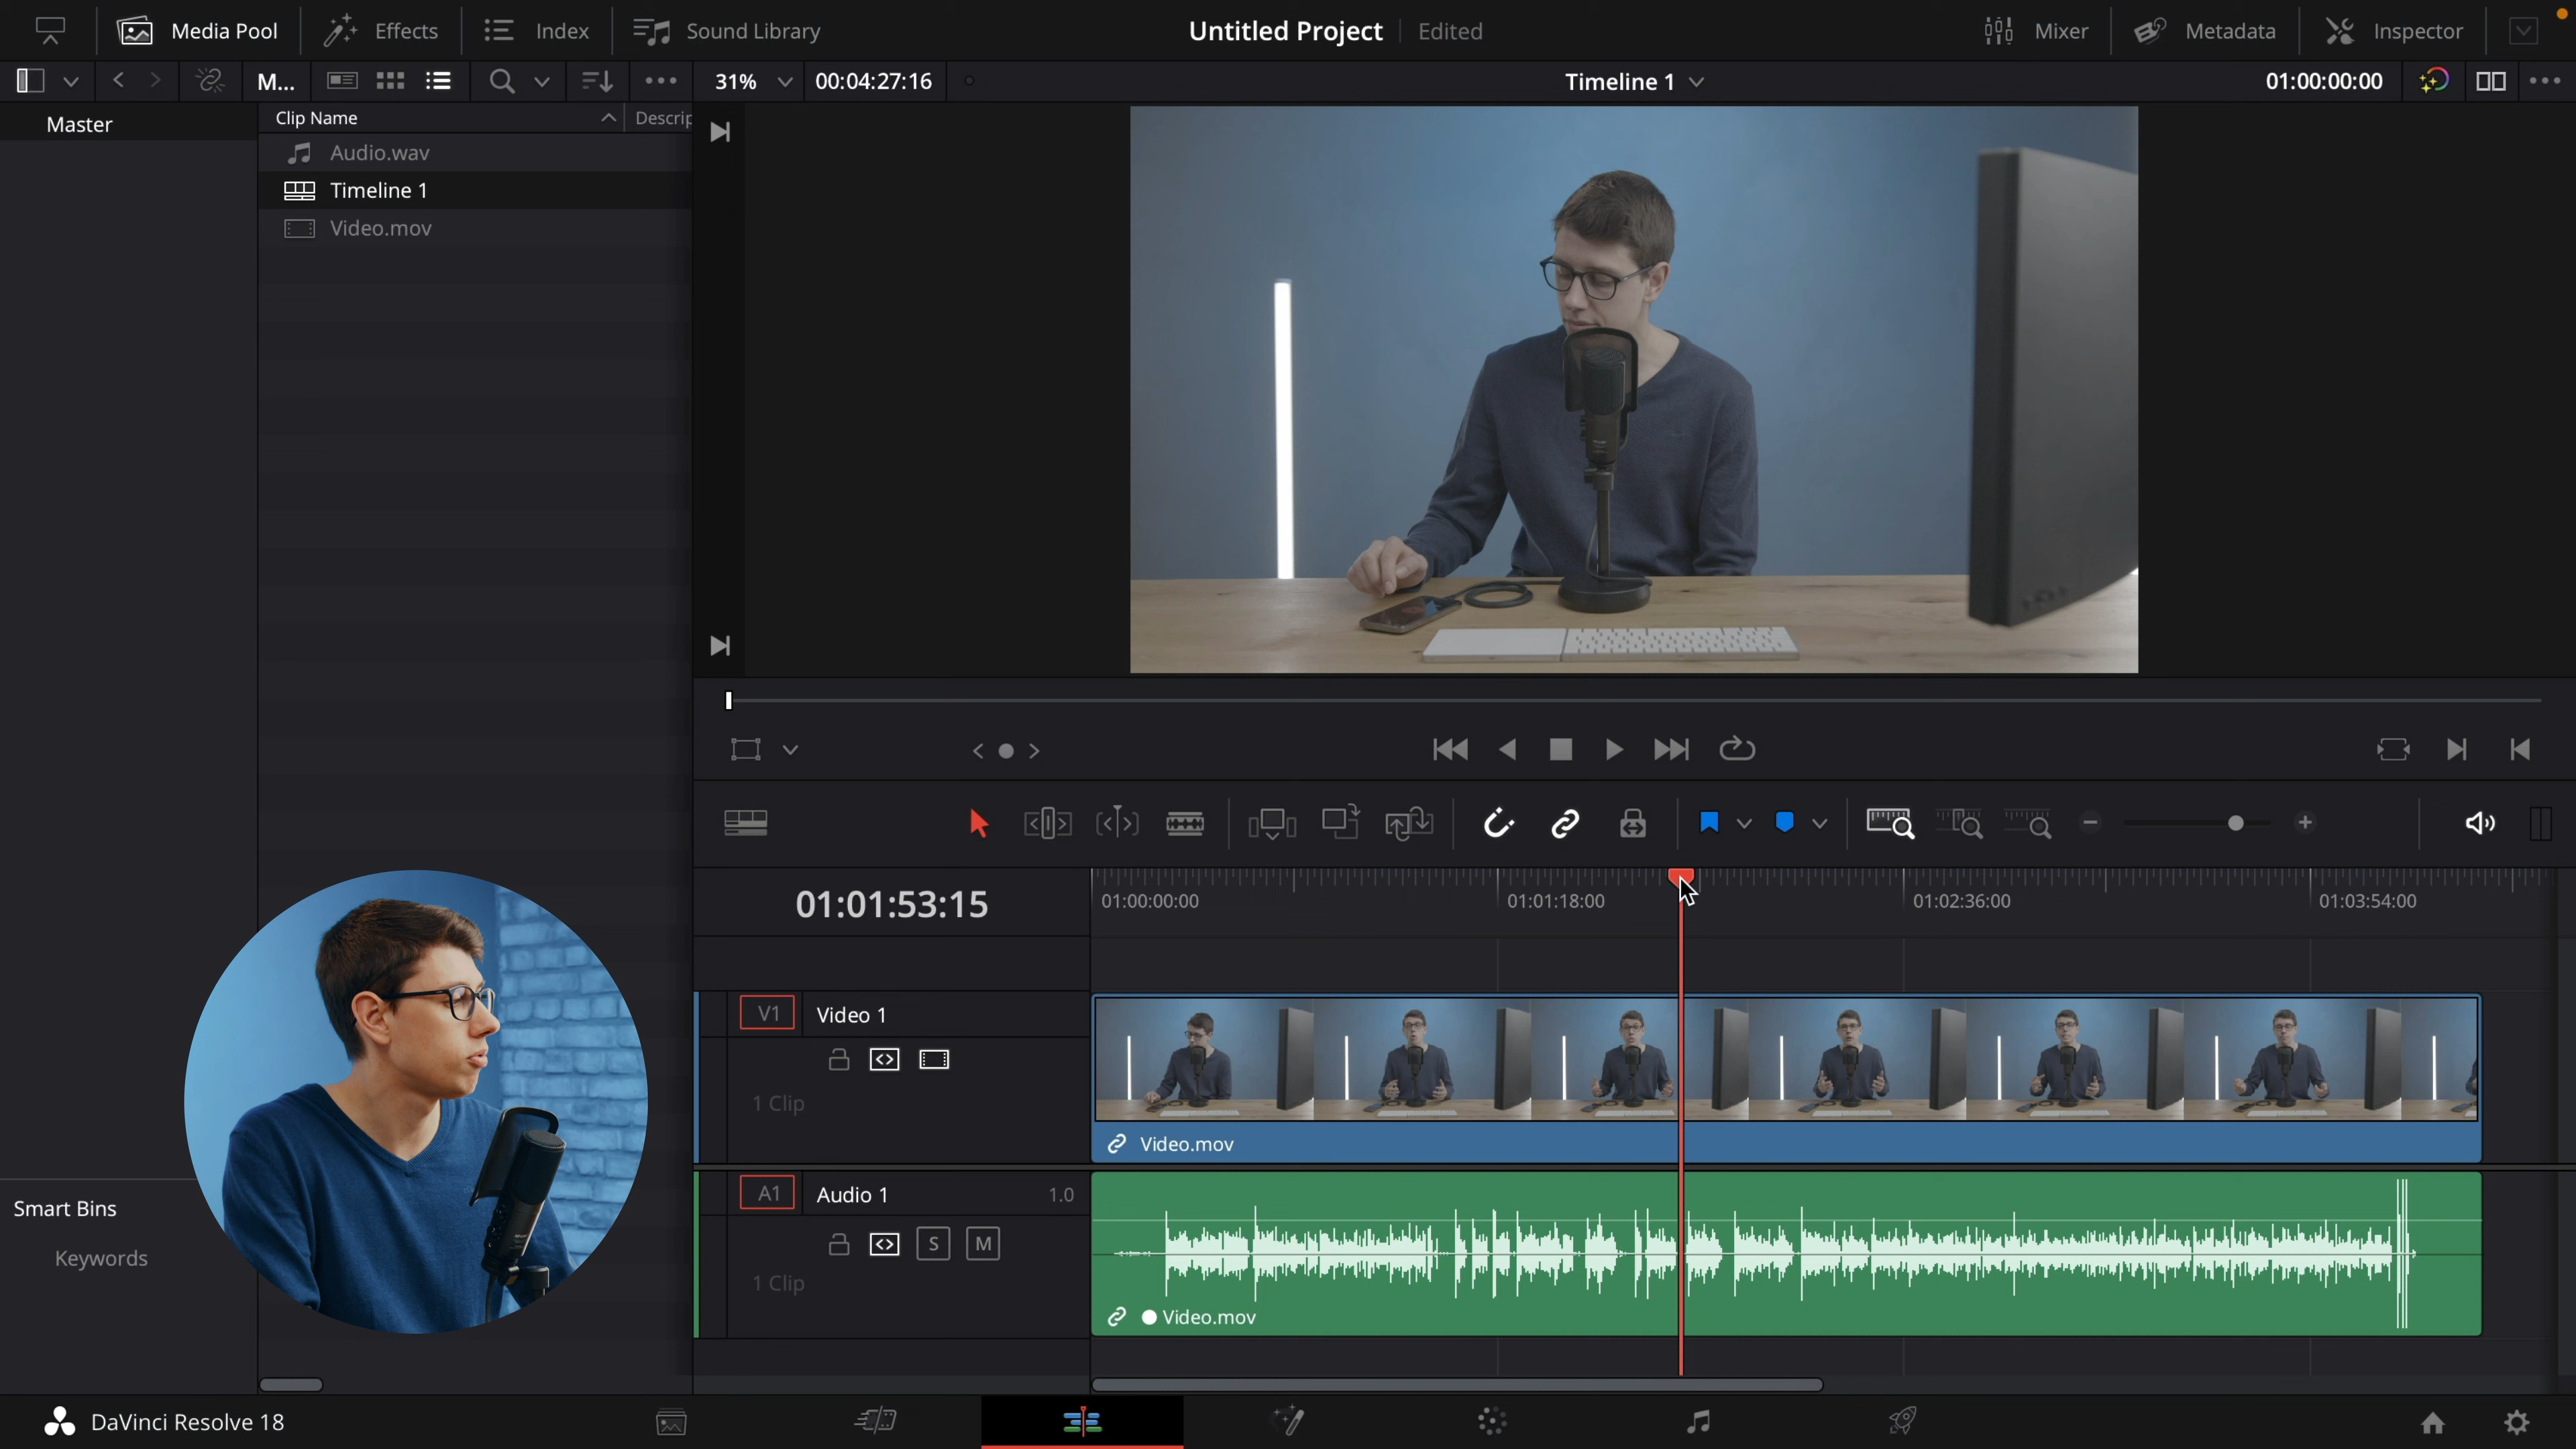 Media Pool
Effects
Index
Sound Library
Untitled Project
Edited
Mixer
Metadata
Inspector
M...
31%
00:04:27:16
Timeline 1
01:00:00:00
Master
Clip Name
Descrip
Audio.wav
Timeline 1
Video.mov
01:01:53:15
01:00:00:00
01:01:18:00
01:02:36:00
01:03:54:00
V1
Video 1
1 Clip
Video.mov
A1
Audio 1
1.0
S
M
1 Clip
Video.mov
Smart Bins
Keywords
DaVinci Resolve 18